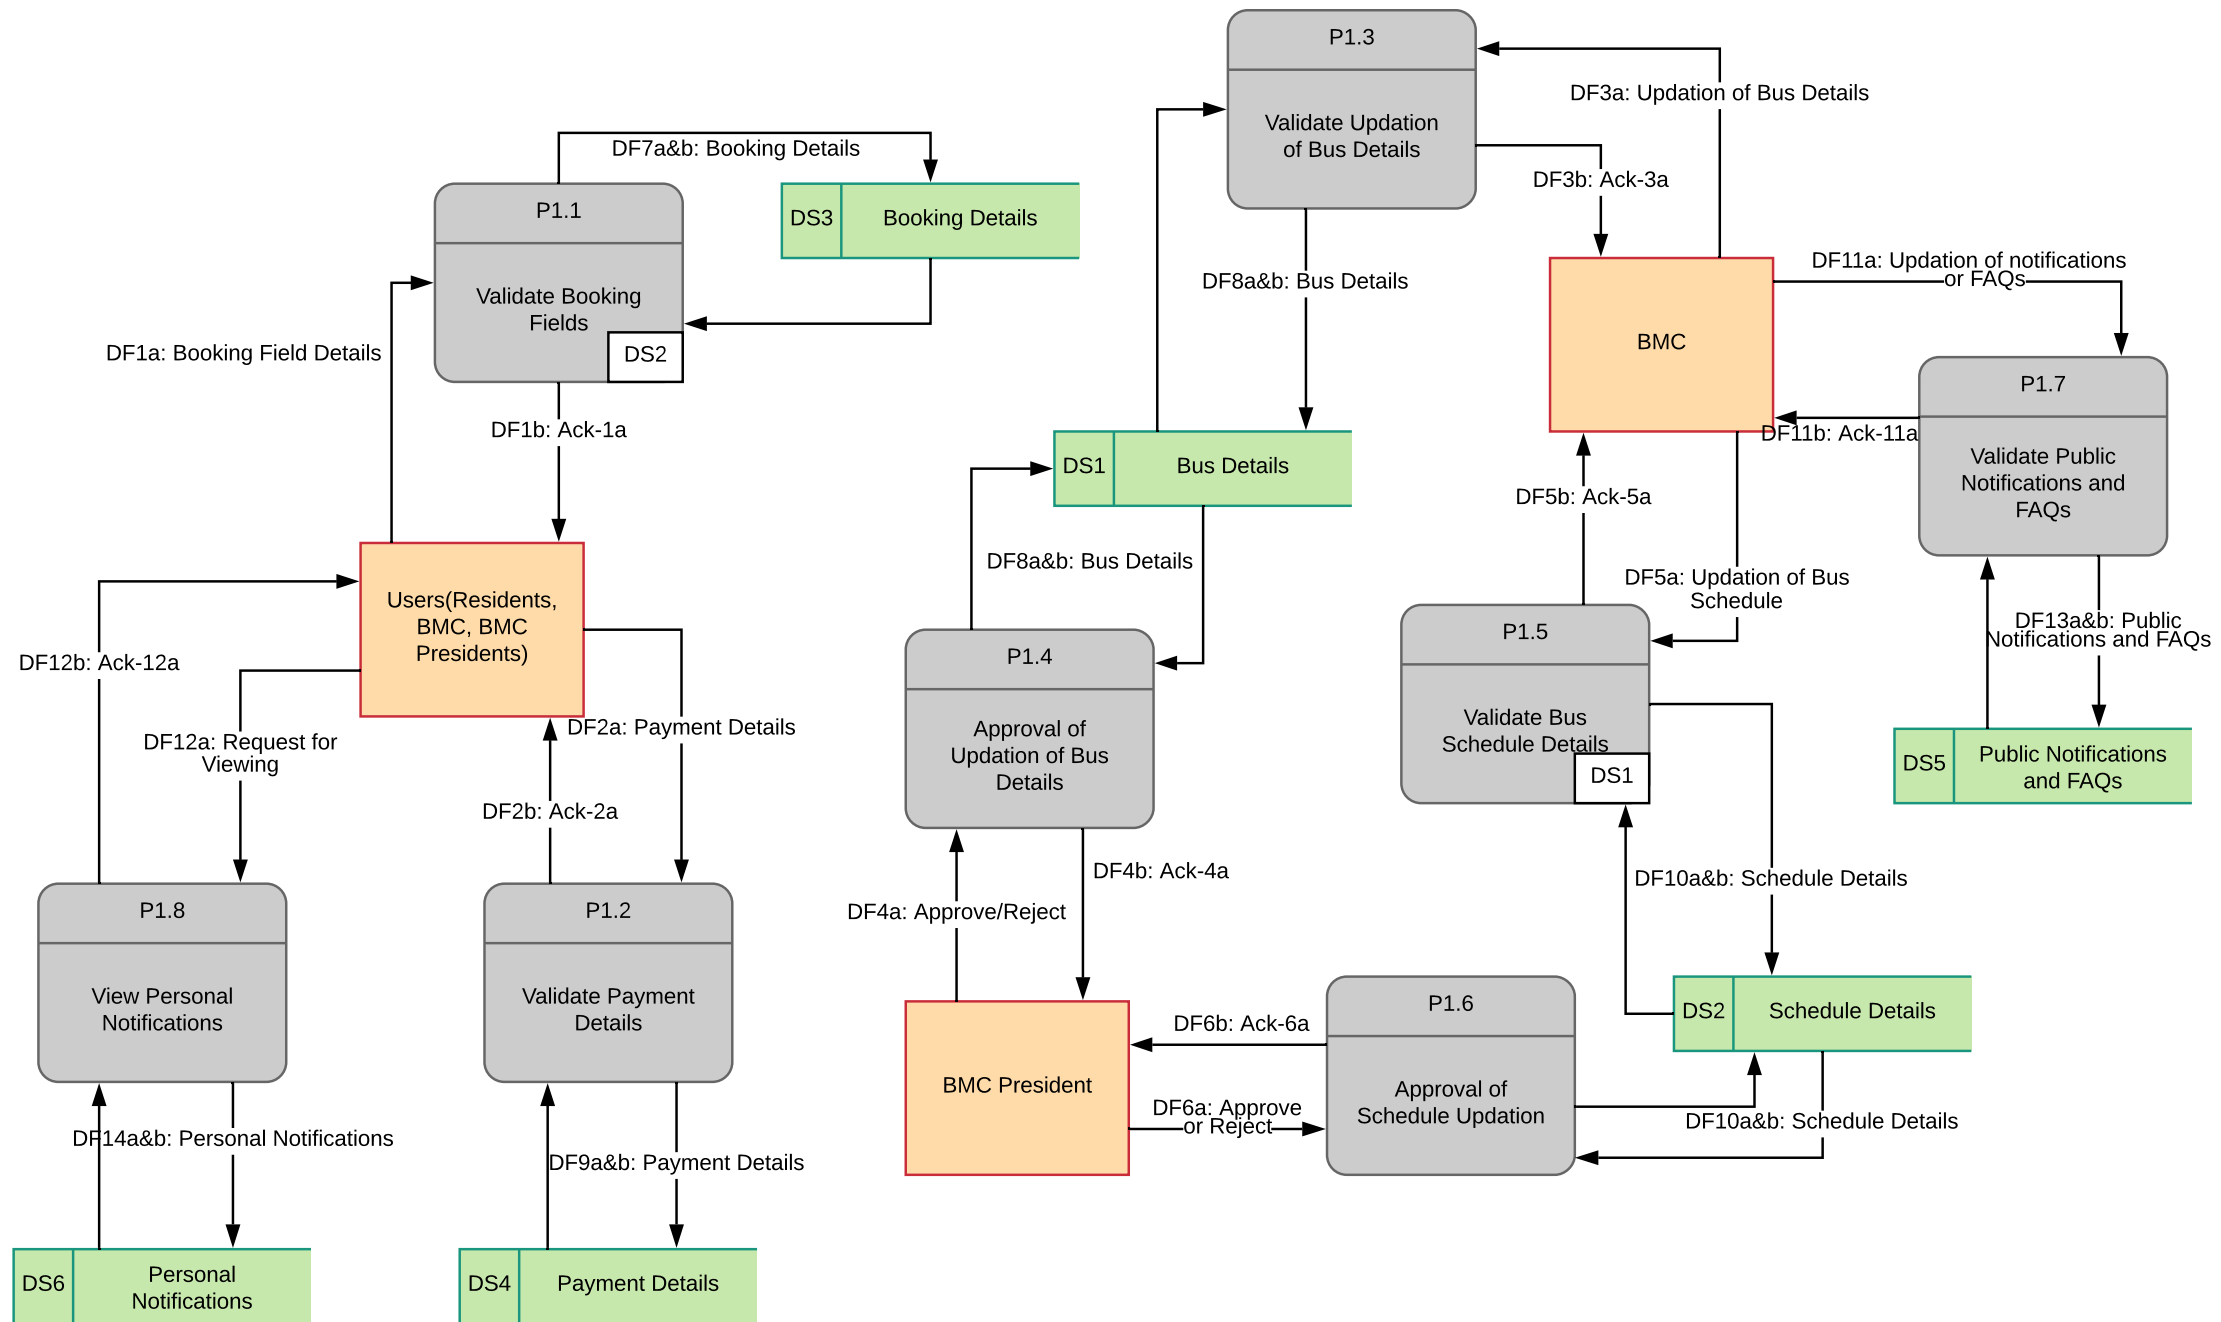 P1.3
Validate Updation
of Bus Details
DF3a: Updation of Bus Details
DF3b: Ack-3a
DF7a&b: Booking Details
P1.1
Validate Booking
Fields
DS2
DS3
Booking Details
DF1a: Booking Field Details
DF1b: Ack-1a
DF8a&b: Bus Details
BMC
DF11a: Updation of notifications
or FAQs
P1.7
Validate Public
Notifications and
FAQs
DF11b: Ack-11a
DS1
Bus Details
DF5b: Ack-5a
DF5a: Updation of Bus
Schedule
DF8a&b: Bus Details
Users(Residents,
BMC, BMC
Presidents)
DF12b: Ack-12a
DF12a: Request for
Viewing
DF2a: Payment Details
DF2b: Ack-2a
P1.4
Approval of
Updation of Bus
Details
P1.5
Validate Bus
Schedule Details
DS1
DF13a&b: Public
Notifications and FAQs
DS5
Public Notifications
and FAQs
DF4b: Ack-4a
DF4a: Approve/Reject
DF10a&b: Schedule Details
P1.8
View Personal
Notifications
P1.2
Validate Payment
Details
BMC President
DF6b: Ack-6a
DF6a: Approve
or Reject
P1.6
Approval of
Schedule Updation
DS2
Schedule Details
DF10a&b: Schedule Details
DF14a&b: Personal Notifications
DF9a&b: Payment Details
DS6
Personal
Notifications
DS4
Payment Details